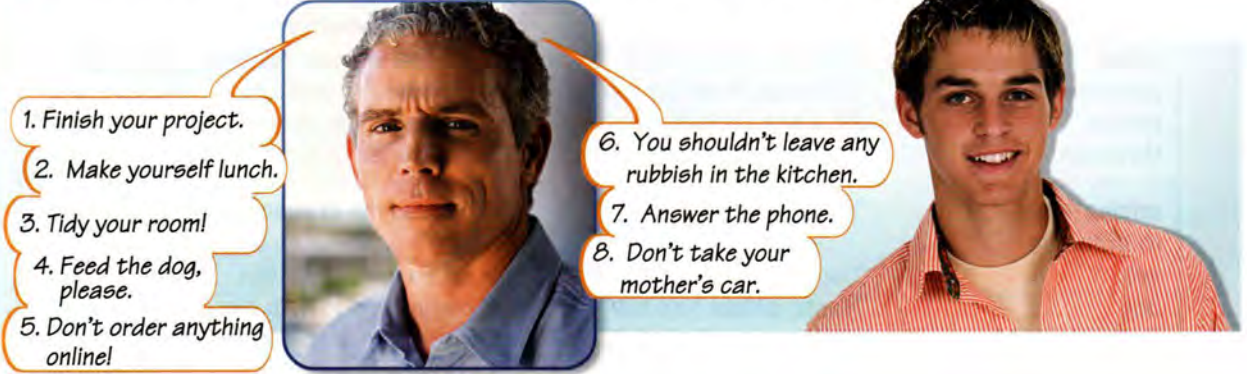 1. Finish your project.
2. Make yourself lunch.
3. Tidy your room!
4. Feed the dog,
please.
5. Don't order anything
online!
6. You shouldn't leave any
rubbish in the kitchen.
7. Answer the phone.
8. Don't take your
mother's car.